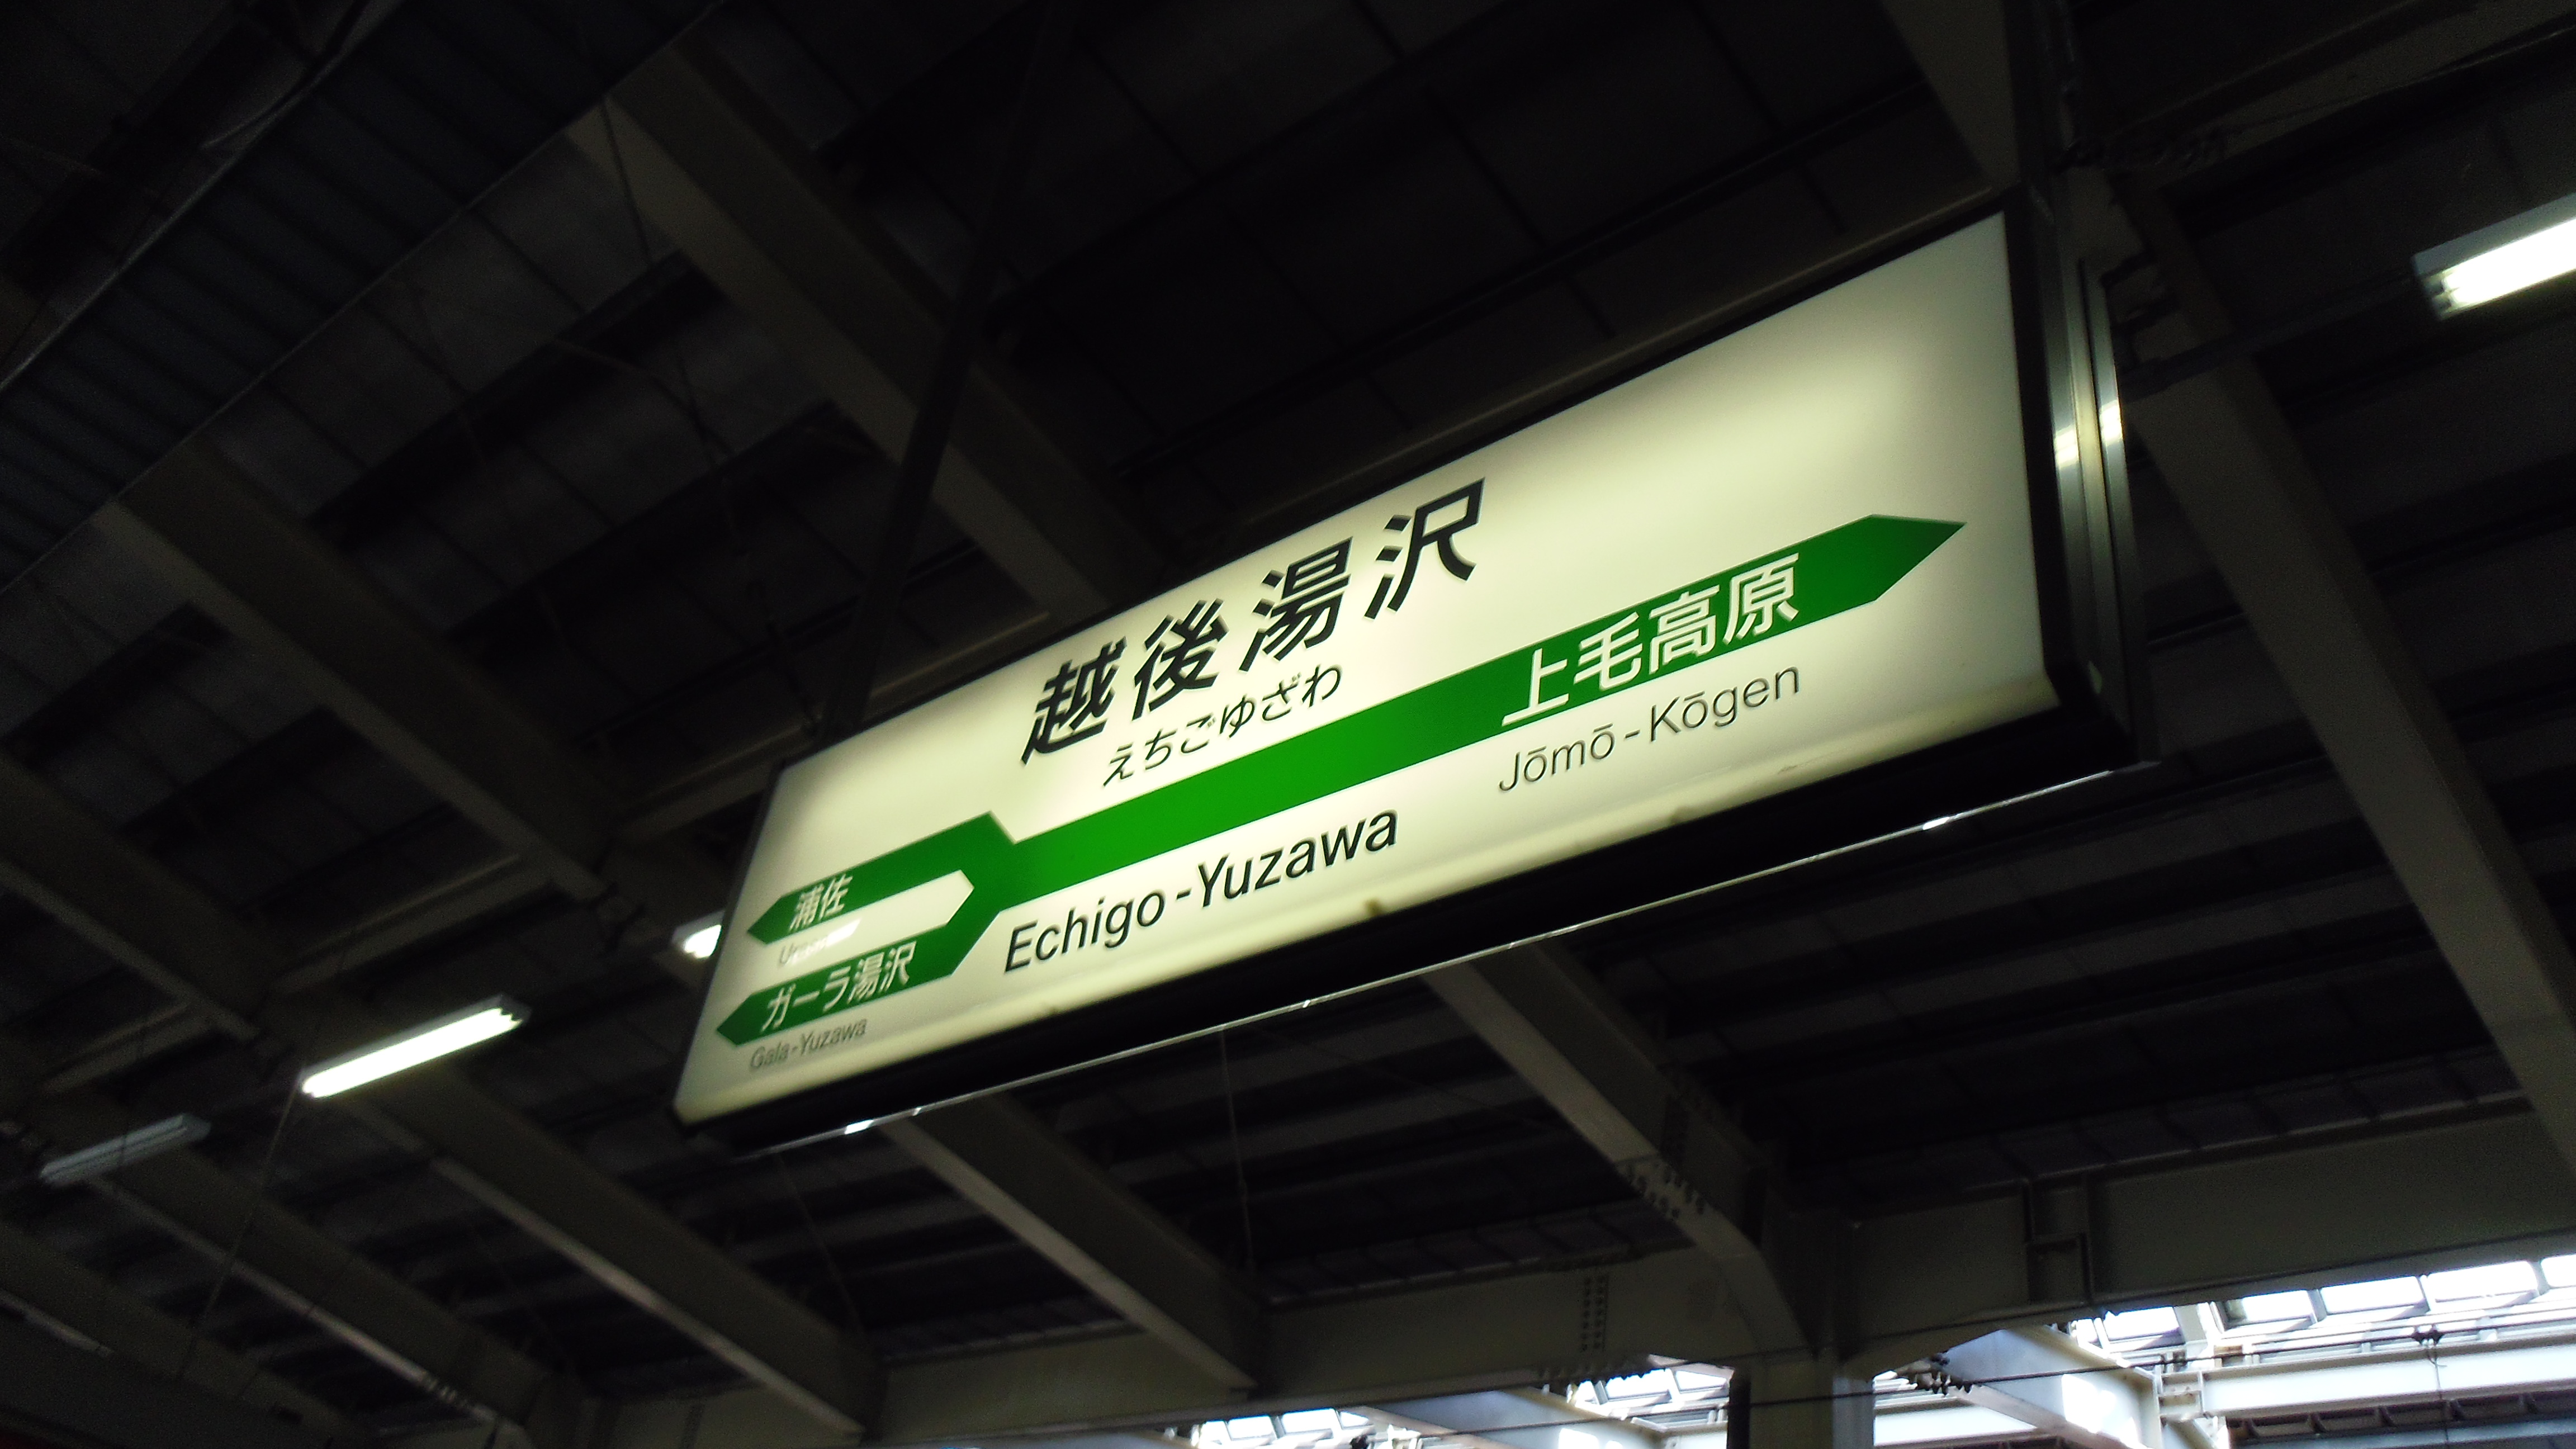 越後湯沢
えちごゆざわ
上毛高原
Jōmō-Kōgen
浦佐
ガーラ湯沢
Gala-Yuzawa
Echigo-Yuzawa